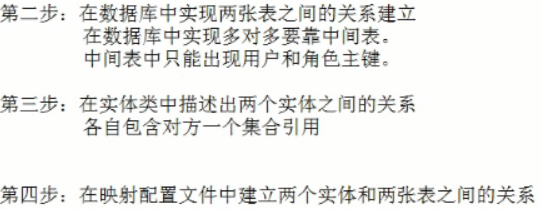 第二步：在数据库中实现两张表之间的关系建立
在数据库中实现多对多要靠中间表。
中间表中只能出现用户和角色主键。
第三步：在实体类中描述出两个实体之间的关系
各自包含对方一个集合引用
第四步：在映射配置文件中建立两个实体和两张表之间的关系